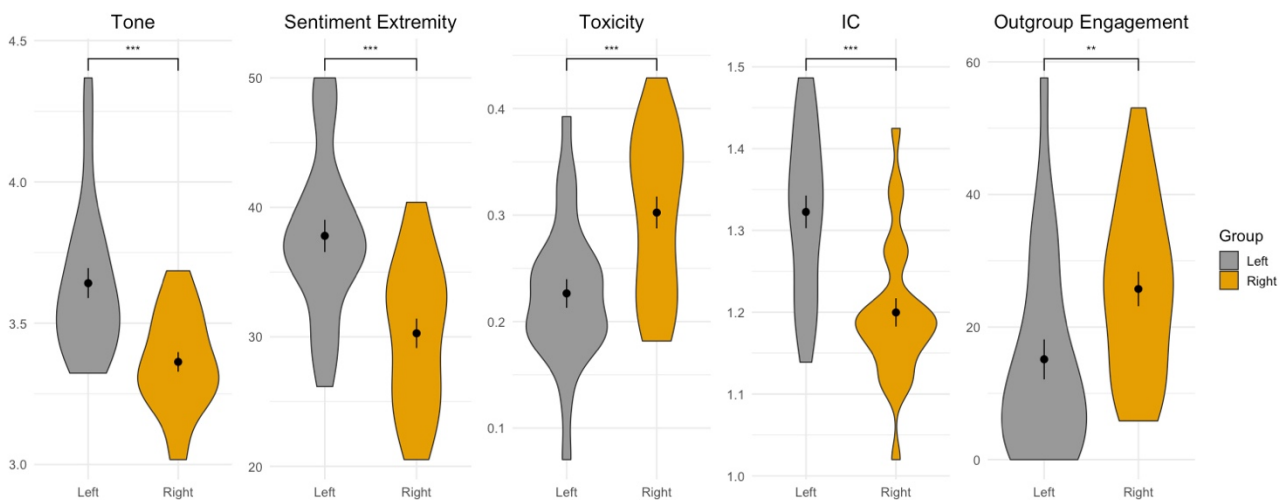 Tone
***
4.5
4.0
3.5
3.0
Left Right
Sentiment Extremity
***
50
40
30
20
Left Right
Toxicity
***
0.4
0.3
0.2
0.1
Left Right
IC
***
1.5
1.4
1.3
1.2
1.1
1.0
Left Right
Outgroup Engagement
**
60
40
20
0
Left Right
Group
Left
Right